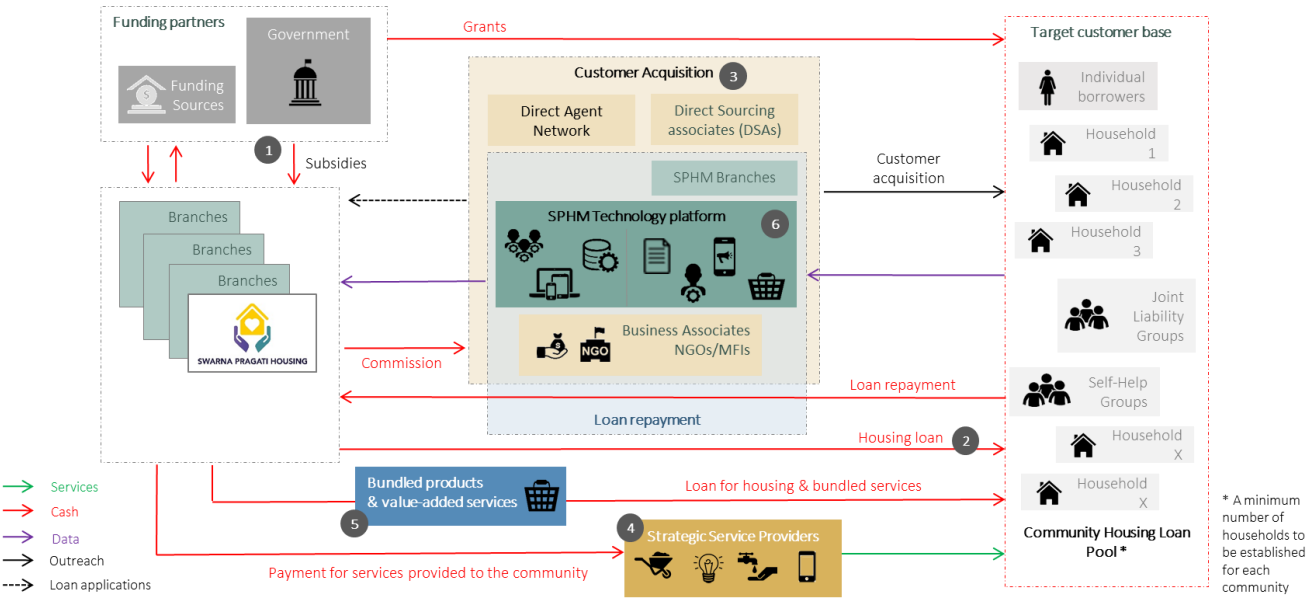 Funding partners
Government
Funding
Sources
Grants
1
Subsidies
Branches
Branches
Branches
SWARNA PRAGATI HOUSING
Customer Acquisition 3
Direct Agent
Network
Direct Sourcing
associates (DSAs)
SPHM Branches
SPHM Technology platform
6
Business Associates
NGOs/MFIs
NGO
Loan repayment
Customer
acquisition
Commission
Loan repayment
Housing loan 2
Bundled products
& value-added services
5
Loan for housing & bundled services
4
Strategic Service Providers
Payment for services provided to the community
Target customer base
Individual
borrowers
Household
1
Household
2
Household
3
Joint
Liability
Groups
Self-Help
Groups
Household
X
Household
X
Community Housing Loan
Pool *
Services
Cash
Data
Outreach
Loan applications
* A minimum
number of
households to
be established
for each
community